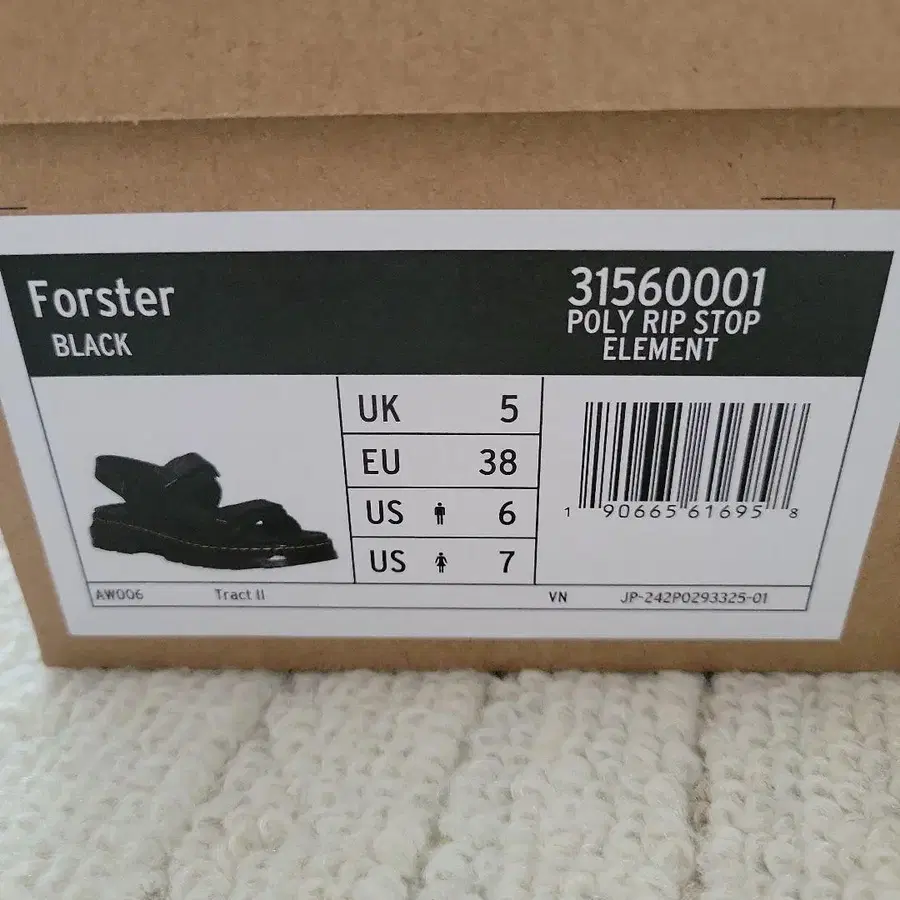 Forster
BLACK
31560001
POLY RIP STOP
ELEMENT
UK 5
EU 38
US 6
US 7
1 90665 61695 8
AW006 Tract II VN JP-242P0293325-01